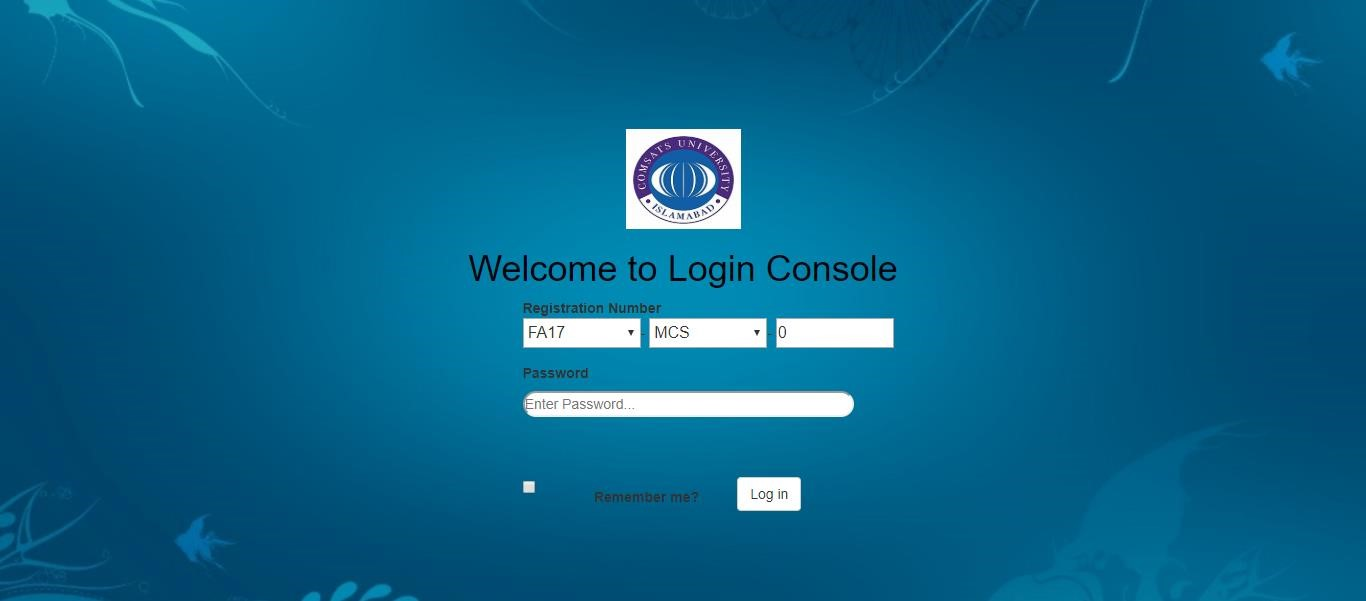 COMSATS UNIVERSITY
ISLAMABAD
Welcome to Login Console
Registration Number
FA17 - MCS - 0
Password
Enter Password...
Remember me? Log in